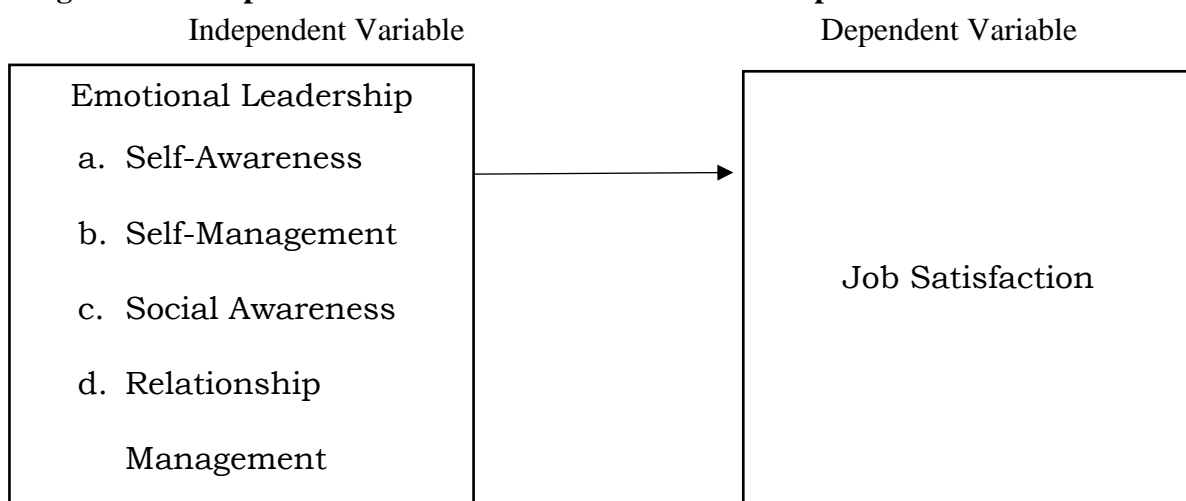 Independent Variable Dependent Variable
Emotional Leadership
a. Self-Awareness
b. Self-Management
c. Social Awareness
d. Relationship
Management
Job Satisfaction